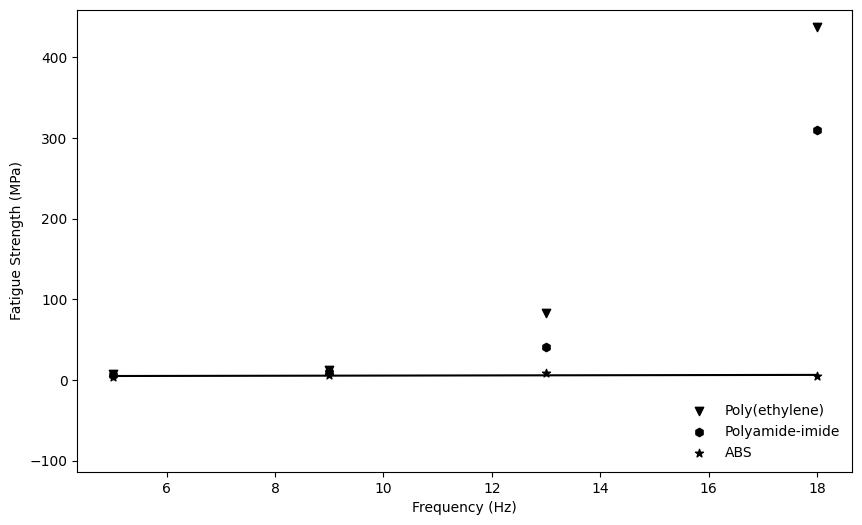 400
300
200
100
0
−100
Fatigue Strength (MPa)
6 8 10 12 14 16 18
Frequency (Hz)
Poly(ethylene)
Polyamide-imide
ABS